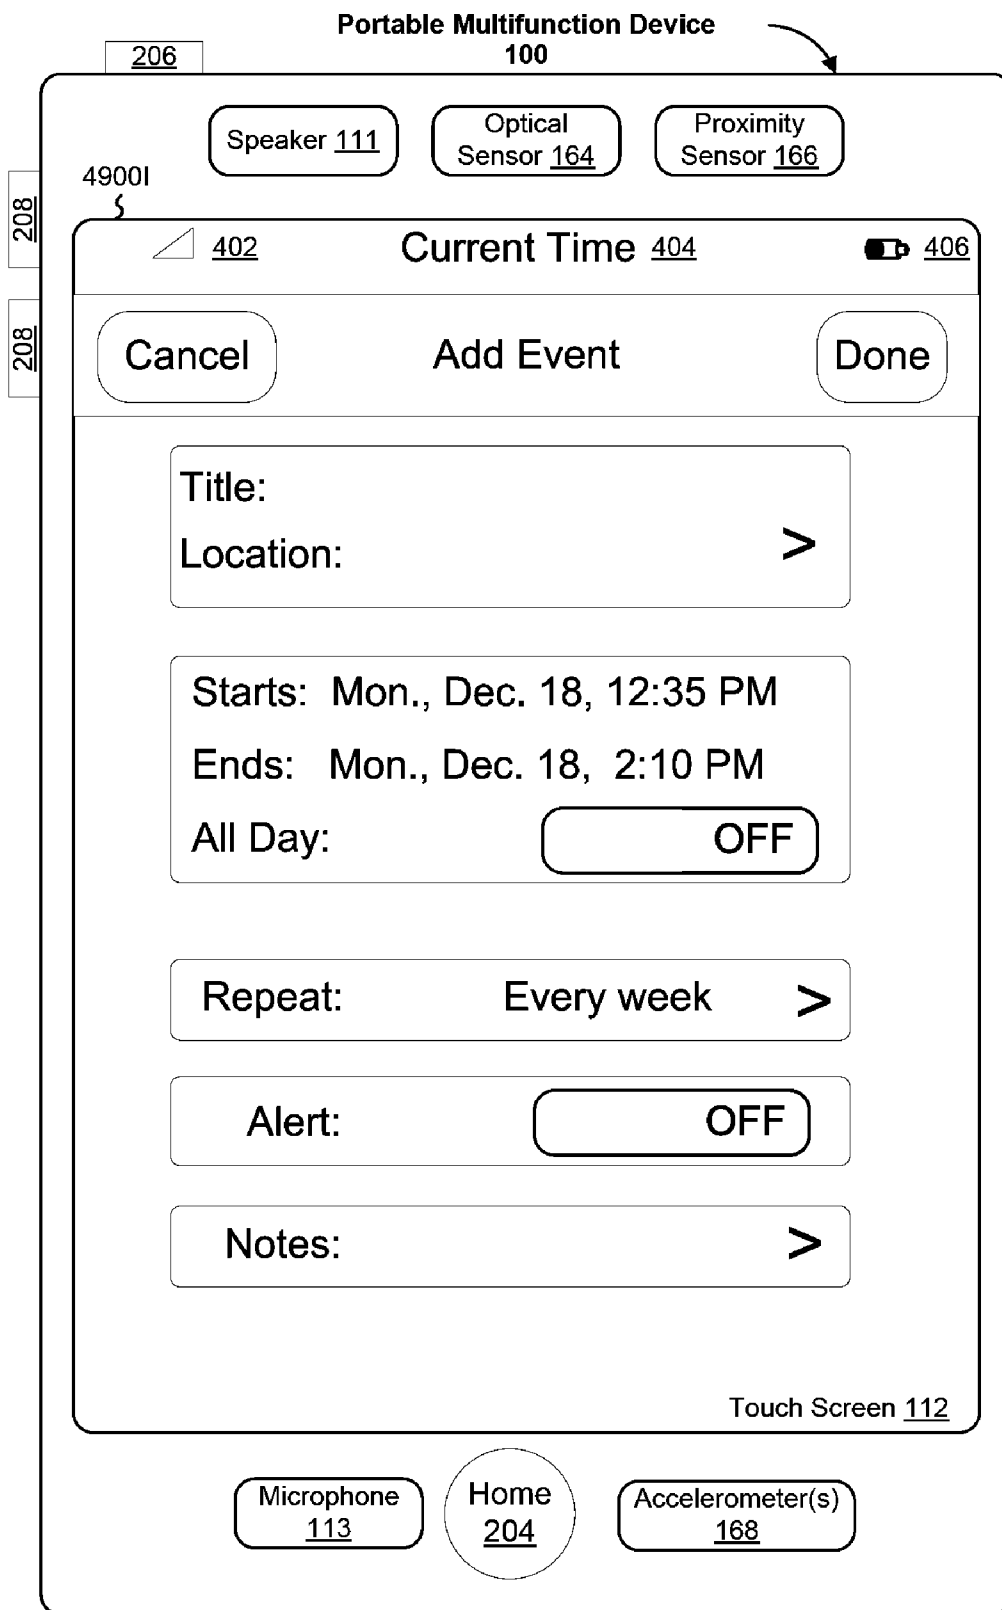 Portable Multifunction Device
100
206
Speaker 111
Optical
Sensor 164
Proximity
Sensor 166
4900I
208
208
402
Current Time 404
406
Cancel
Add Event
Done
Title:
Location:
>
Starts: Mon., Dec. 18, 12:35 PM
Ends: Mon., Dec. 18, 2:10 PM
All Day: OFF
Repeat: Every week >
Alert: OFF
Notes: >
Touch Screen 112
Microphone
113
Home
204
Accelerometer(s)
168